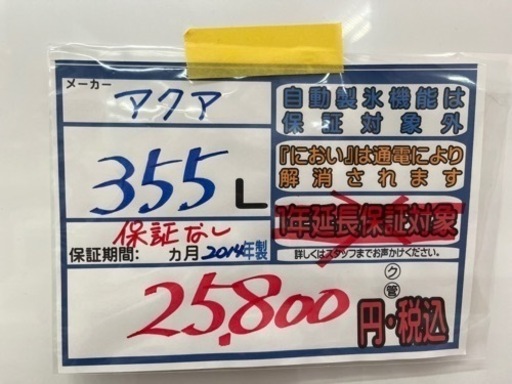 メーカー
アクア
355L
保証なし
保証期間: カ月 2014年製
自動製氷機能は
保証対象外
『におい』は通電により
解消されます
1年延長保証対象
詳しくはスタッフまでお声かけください。
ク
管
25,800
円・税込